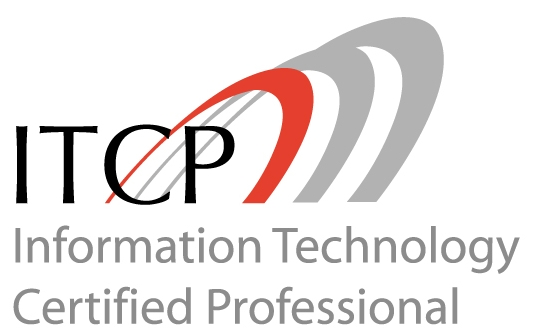 ITCP
Information Technology
Certified Professional